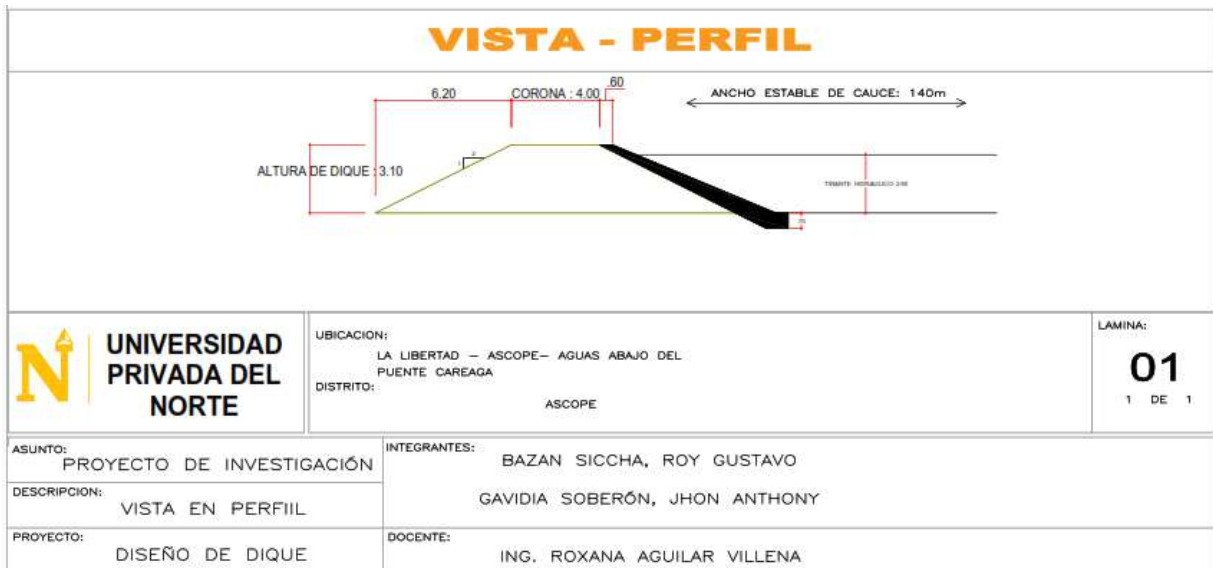 VISTA - PERFIL
6.20
CORONA : 4.00
.60
ANCHO ESTABLE DE CAUCE: 140m
ALTURA DE DIQUE : 3.10
TIRANTE HIDRAULICO
UNIVERSIDAD
PRIVADA DEL
NORTE
UBICACION:
LA LIBERTAD – ASCOPE– AGUAS ABAJO DEL
PUENTE CAREAGA
DISTRITO:
ASCOPE
LAMINA:
01
1 DE 1
ASUNTO:
PROYECTO DE INVESTIGACIÓN
DESCRIPCION:
VISTA EN PERFIIL
PROYECTO:
DISEÑO DE DIQUE
INTEGRANTES:
BAZAN SICCHA, ROY GUSTAVO
GAVIDIA SOBERÓN, JHON ANTHONY
DOCENTE:
ING. ROXANA AGUILAR VILLENA